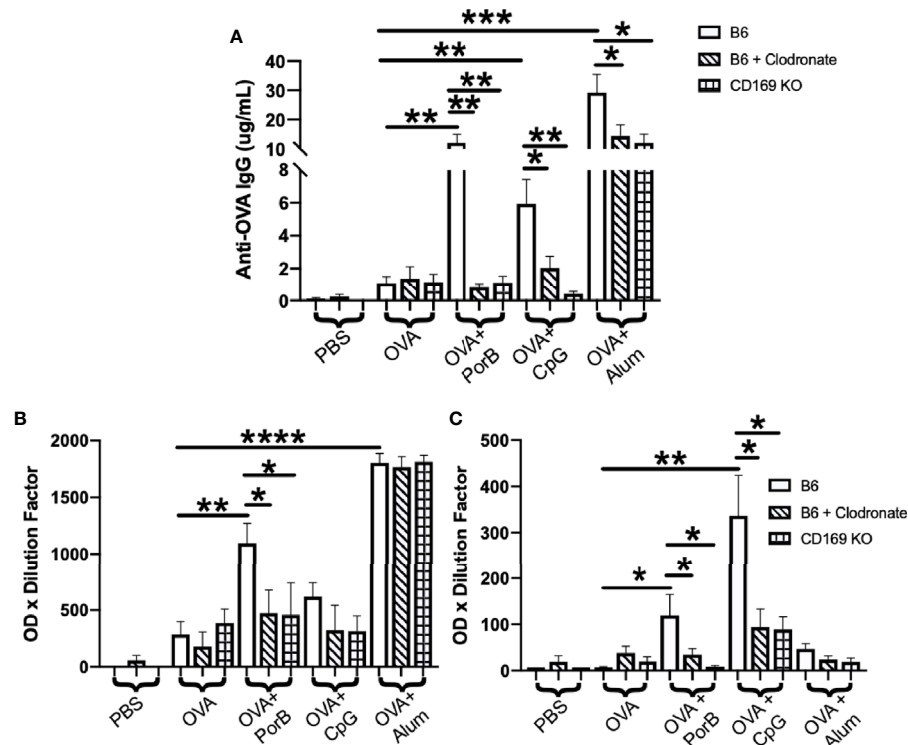 A
***
*
B6
B6 + Clodronate
CD169 KO
**
**
*
**
**
**
*
Anti-OVA IgG (ug/mL)
40
30
20
10
8
6
4
2
0
PBS
OVA
OVA+
PorB
OVA+
CpG
OVA+
Alum
B
****
*
**
*
OD x Dilution Factor
2000
1500
1000
500
0
PBS
OVA
OVA+
PorB
OVA+
CpG
OVA+
Alum
C
*
**
*
*
*
*
B6
B6 + Clodronate
CD169 KO
OD x Dilution Factor
500
400
300
200
100
0
PBS
OVA
OVA+
PorB
OVA+
CpG
OVA+
Alum